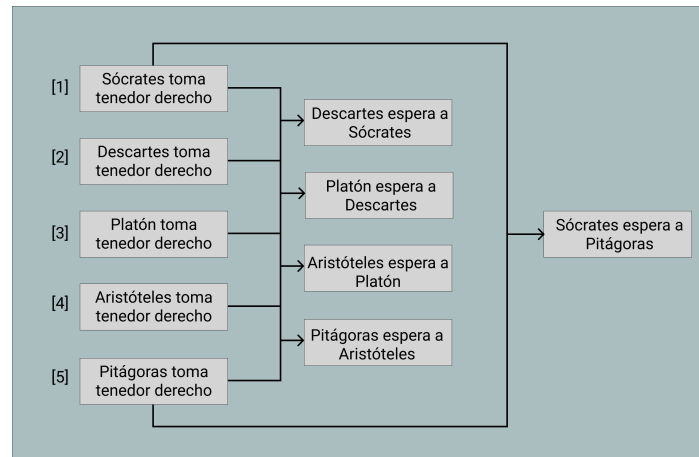 [1]
Sócrates toma
tenedor derecho
Descartes espera a
Sócrates
[2]
Descartes toma
tenedor derecho
Platón espera a
Descartes
[3]
Platón toma
tenedor derecho
Sócrates espera a
Pitágoras
Aristóteles espera a
Platón
[4]
Aristóteles toma
tenedor derecho
Pitágoras espera a
Aristóteles
[5]
Pitágoras toma
tenedor derecho